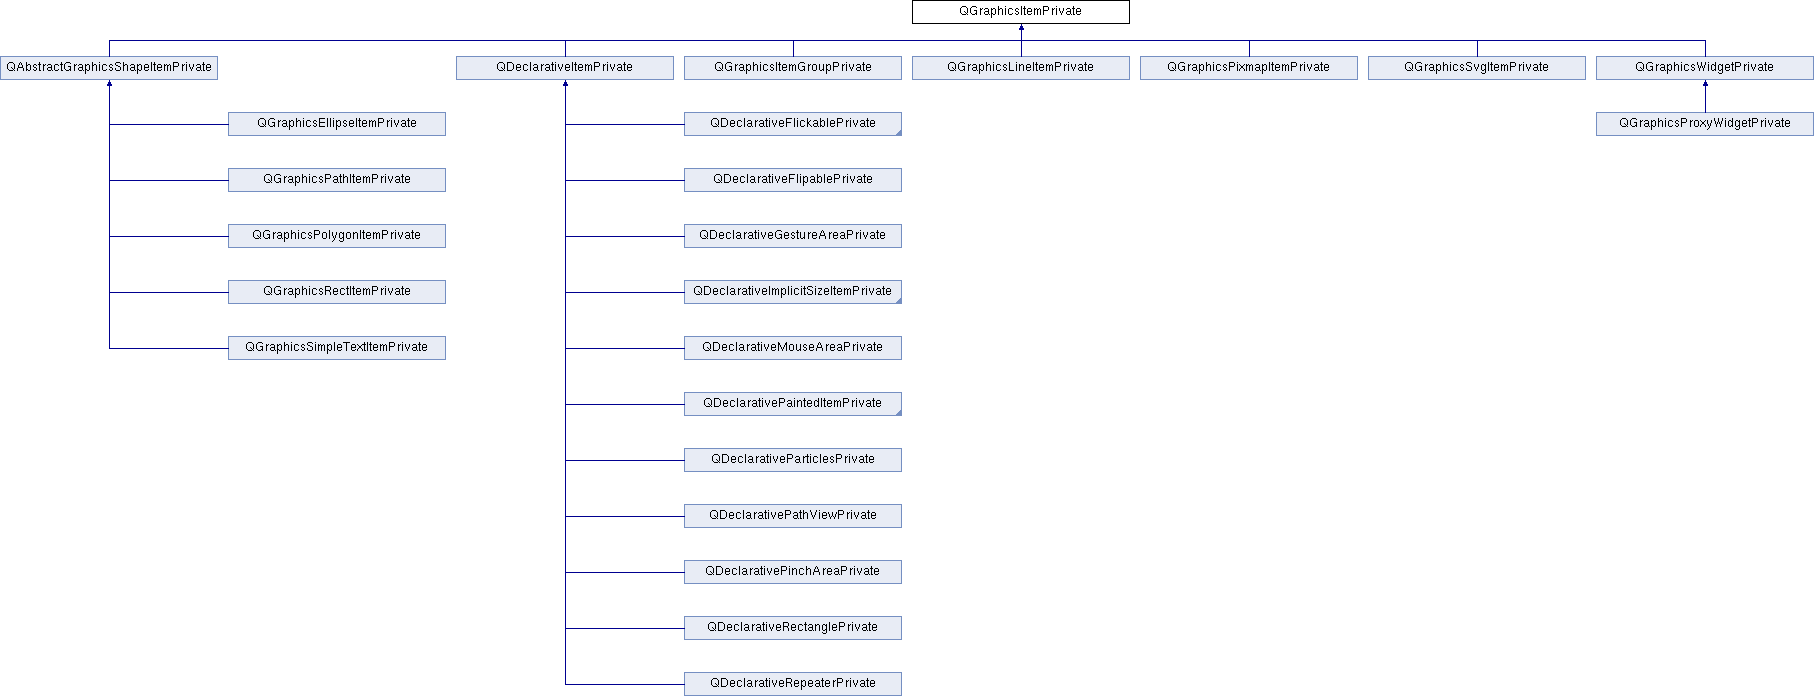 QGraphicsItemPrivate
QAbstractGraphicsShapeItemPrivate
QDeclarativeItemPrivate
QGraphicsItemGroupPrivate
QGraphicsLineItemPrivate
QGraphicsPixmapItemPrivate
QGraphicsSvgItemPrivate
QGraphicsWidgetPrivate
QGraphicsEllipseItemPrivate
QDeclarativeFlickablePrivate
QGraphicsProxyWidgetPrivate
QGraphicsPathItemPrivate
QDeclarativeFlipablePrivate
QGraphicsPolygonItemPrivate
QDeclarativeGestureAreaPrivate
QGraphicsRectItemPrivate
QDeclarativeImplicitSizeItemPrivate
QGraphicsSimpleTextItemPrivate
QDeclarativeMouseAreaPrivate
QDeclarativePaintedItemPrivate
QDeclarativeParticlesPrivate
QDeclarativePathViewPrivate
QDeclarativePinchAreaPrivate
QDeclarativeRectanglePrivate
QDeclarativeRepeaterPrivate